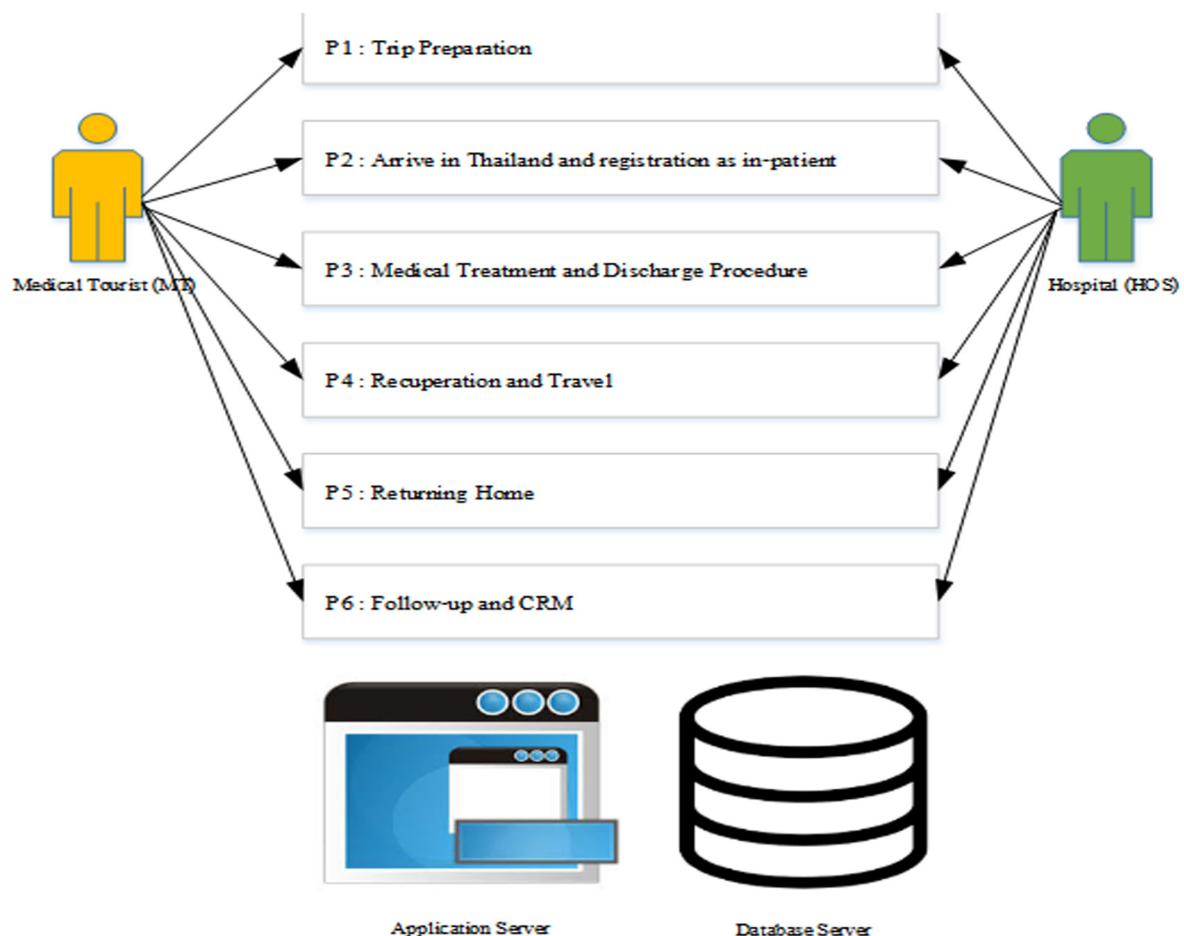 P1 : Trip Preparation
P2 : Arrive in Thailand and registration as in-patient
P3 : Medical Treatment and Discharge Procedure
Medical Tourist (MT)
Hospital (HOS)
P4 : Recuperation and Travel
P5 : Returning Home
P6 : Follow-up and CRM
Application Server
Database Server